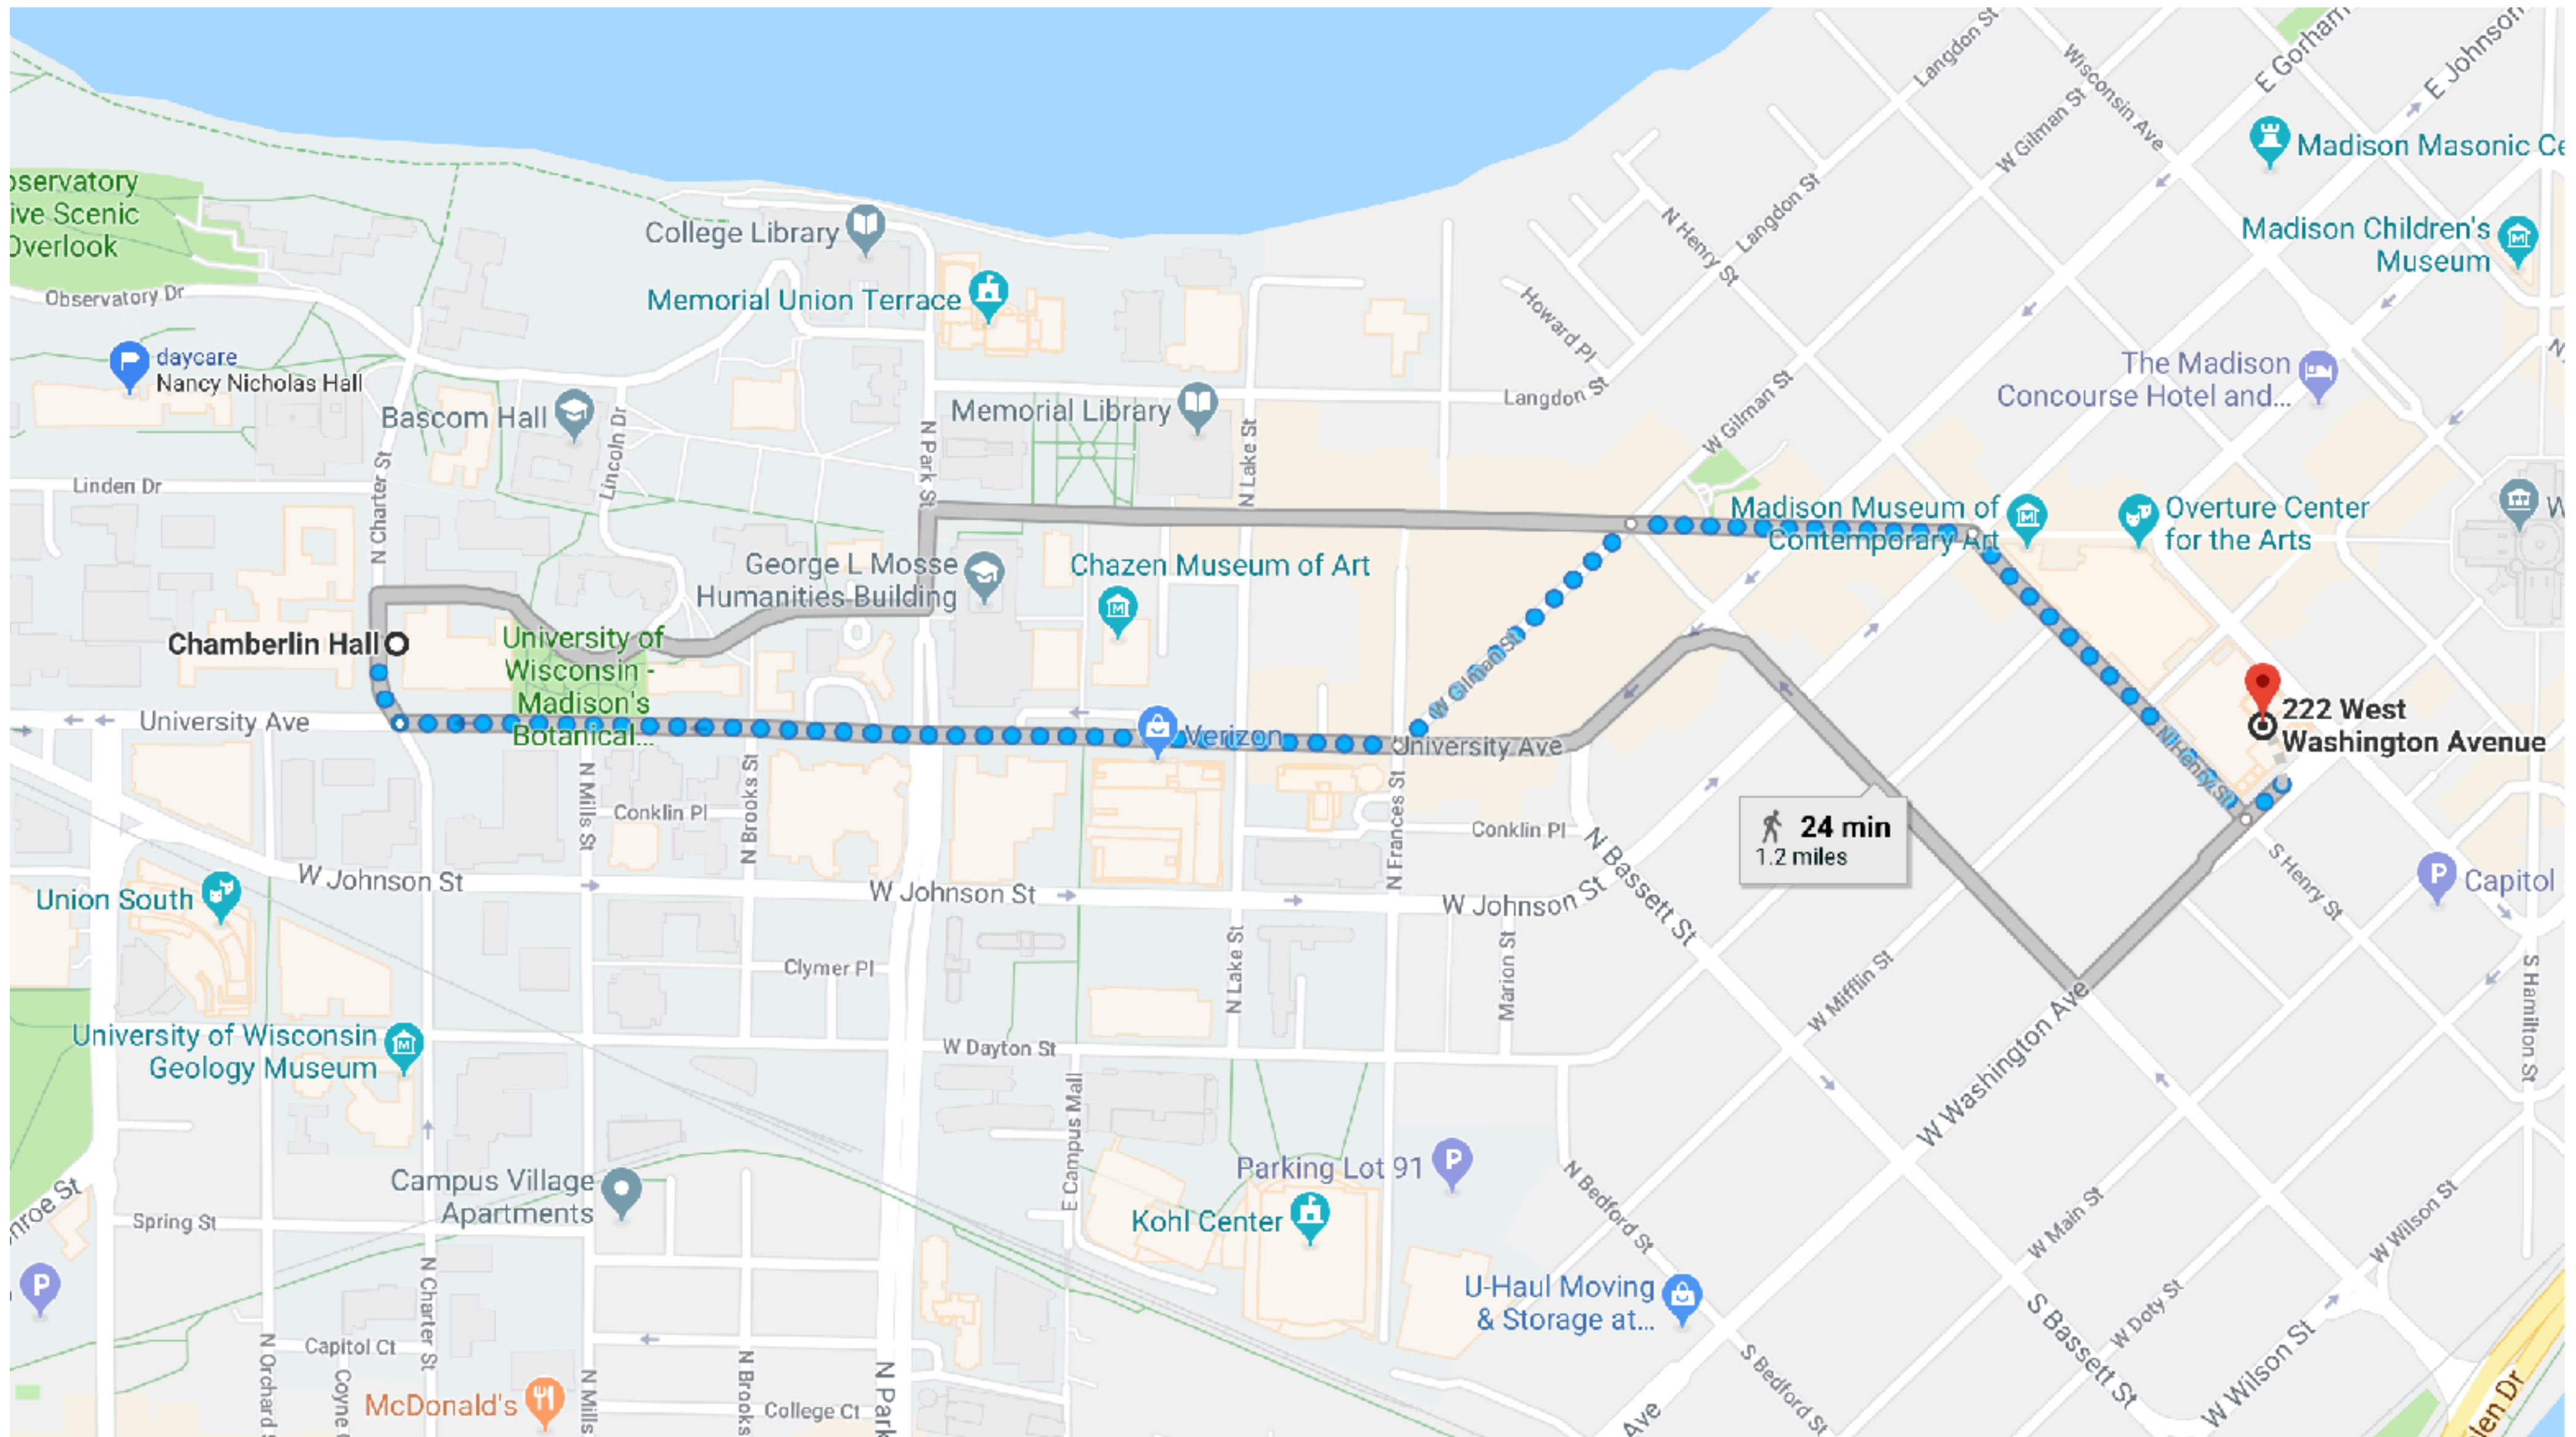 Langdon St
Wisconsin Ave
E Gorham
E Johnson
W Gilman St
Madison Masonic Ce
Observatory Dr
College Library
Memorial Union Terrace
N Henry St
Langdon St
Madison Children's
Museum
daycare
Nancy Nicholas Hall
Howard Pl
The Madison
Concourse Hotel and...
Bascom Hall
Lincoln Dr
N Park St
Memorial Library
N Lake St
Langdon St
W Gilman St
Linden Dr
N Charter St
Madison Museum of
Contemporary Art
Overture Center
for the Arts
W
George L Mosse
Humanities Building
Chazen Museum of Art
Chamberlin Hall
University of
Wisconsin -
Madison's
Botanical...
W Gilman St
222 West
Washington Avenue
University Ave
Verizon
University Ave
N Henry St
N Mills St
Conklin Pl
N Brooks St
N Frances St
Conklin Pl
24 min
1.2 miles
N Bassett St
S Henry St
Capitol
Union South
W Johnson St
W Johnson St
W Johnson St
Clymer Pl
N Lake St
Marion St
W Mifflin St
S Hamilton St
University of Wisconsin
Geology Museum
W Dayton St
W Washington Ave
E Campus Mall
Campus Village
Apartments
Parking Lot 91
Kohl Center
N Bedford St
W Main St
W Wilson St
Spring St
N Charter St
U-Haul Moving
& Storage at...
S Bassett St
W Doty St
W Wilson St
Capitol Ct
N Orchard
Coyne
McDonald's
N Mills
N Brooks
College Ct
N Park
Ave
S Bedford St
len Dr
P
P
P